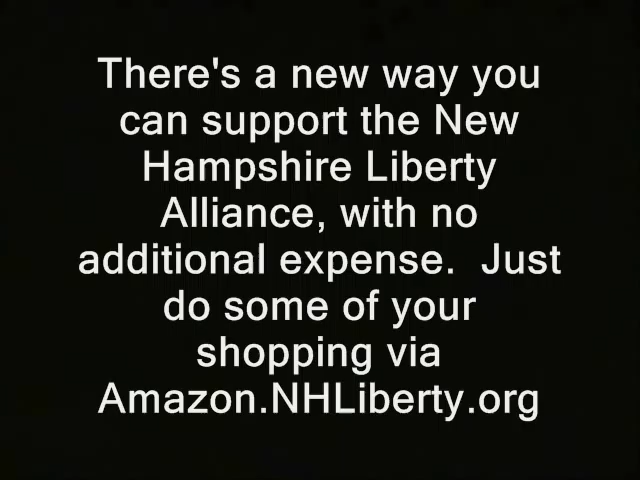 There's a new way you
can support the New
Hampshire Liberty
Alliance, with no
additional expense.  Just
do some of your
shopping via
Amazon.NHLiberty.org